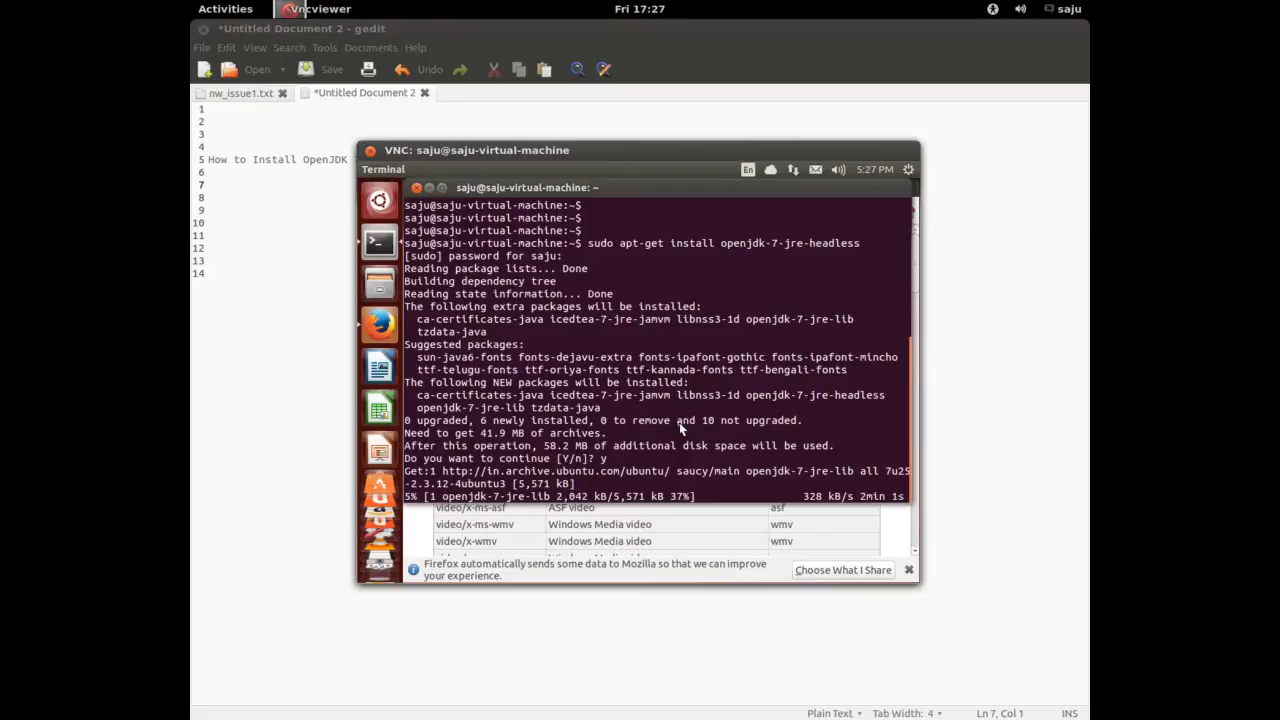 Activities
Vncviewer
Fri 17:27
saju
*Untitled Document 2 - gedit
File Edit View Search Tools Documents Help
Open Save Undo
nw_issue1.txt *Untitled Document 2
1
2
3
4
5 How to Install OpenJDK
6
7
8
9
10
11
12
13
14
VNC: saju@saju-virtual-machine
Terminal En 5:27 PM
saju@saju-virtual-machine: ~
saju@saju-virtual-machine:~$
saju@saju-virtual-machine:~$
saju@saju-virtual-machine:~$
saju@saju-virtual-machine:~$ sudo apt-get install openjdk-7-jre-headless
[sudo] password for saju:
Reading package lists... Done
Building dependency tree
Reading state information... Done
The following extra packages will be installed:
ca-certificates-java icedtea-7-jre-jamvm libnss3-1d openjdk-7-jre-lib
tzdata-java
Suggested packages:
sun-java6-fonts fonts-dejavu-extra fonts-ipafont-gothic fonts-ipafont-mincho
ttf-telugu-fonts ttf-oriya-fonts ttf-kannada-fonts ttf-bengali-fonts
The following NEW packages will be installed:
ca-certificates-java icedtea-7-jre-jamvm libnss3-1d openjdk-7-jre-headless
openjdk-7-jre-lib tzdata-java
0 upgraded, 6 newly installed, 0 to remove and 10 not upgraded.
Need to get 41.9 MB of archives.
After this operation, 58.2 MB of additional disk space will be used.
Do you want to continue [Y/n]? y
Get:1 http://in.archive.ubuntu.com/ubuntu/ saucy/main openjdk-7-jre-lib all 7u25
-2.3.12-4ubuntu3 [5,571 kB]
5% [1 openjdk-7-jre-lib 2,042 kB/5,571 kB 37%] 328 kB/s 2min 1s
video/x-ms-asf ASF video asf
video/x-ms-wmv Windows Media video wmv
video/x-wmv Windows Media video wmv
Firefox automatically sends some data to Mozilla so that we can improve
your experience.
Choose What I Share
Plain Text Tab Width: 4 Ln 7, Col 1 INS